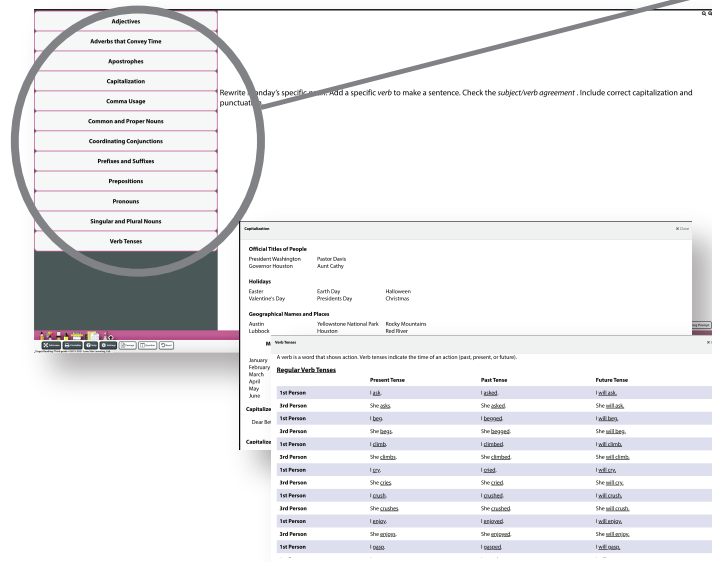 Adjectives
Adverbs that Convey Time
Apostrophes
Capitalization
Comma Usage
Common and Proper Nouns
Coordinating Conjunctions
Prefixes and Suffixes
Prepositions
Pronouns
Singular and Plural Nouns
Verb Tenses
Rewrite Monday's specific Add a specific verb to make a sentence. Check the subject/verb agreement . Include correct capitalization and
punctuation.
Capitalization
Close
Official Titles of People
President Washington Pastor Davis
Governor Houston Aunt Cathy
Holidays
Easter Earth Day Halloween
Valentine's Day Presidents Day Christmas
Geographical Names and Places
Austin Yellowstone National Park Rocky Mountains
Lubbock Houston Red River
M
January
February
March
April
May
June
Capitalize
Dear Be
Capitalize
Verb Tenses
A verb is a word that shows action. Verb tenses indicate the time of an action (past, present, or future).
Regular Verb Tenses
Present Tense Past Tense Future Tense
1st Person I ask. I asked. I will ask.
3rd Person She asks. She asked. She will ask.
1st Person I beg. I begged. I will beg.
3rd Person She begs. She begged. She will beg.
1st Person I climb. I climbed. I will climb.
3rd Person She climbs. She climbed. She will climb.
1st Person I cry. I cried. I will cry.
3rd Person She cries. She cried. She will cry.
1st Person I crush. I crushed. I will crush.
3rd Person She crushes. She crushed. She will crush.
1st Person I enjoy. I enjoyed. I will enjoy.
3rd Person She enjoys. She enjoyed. She will enjoy.
1st Person I gasp. I gasped. I will gasp.